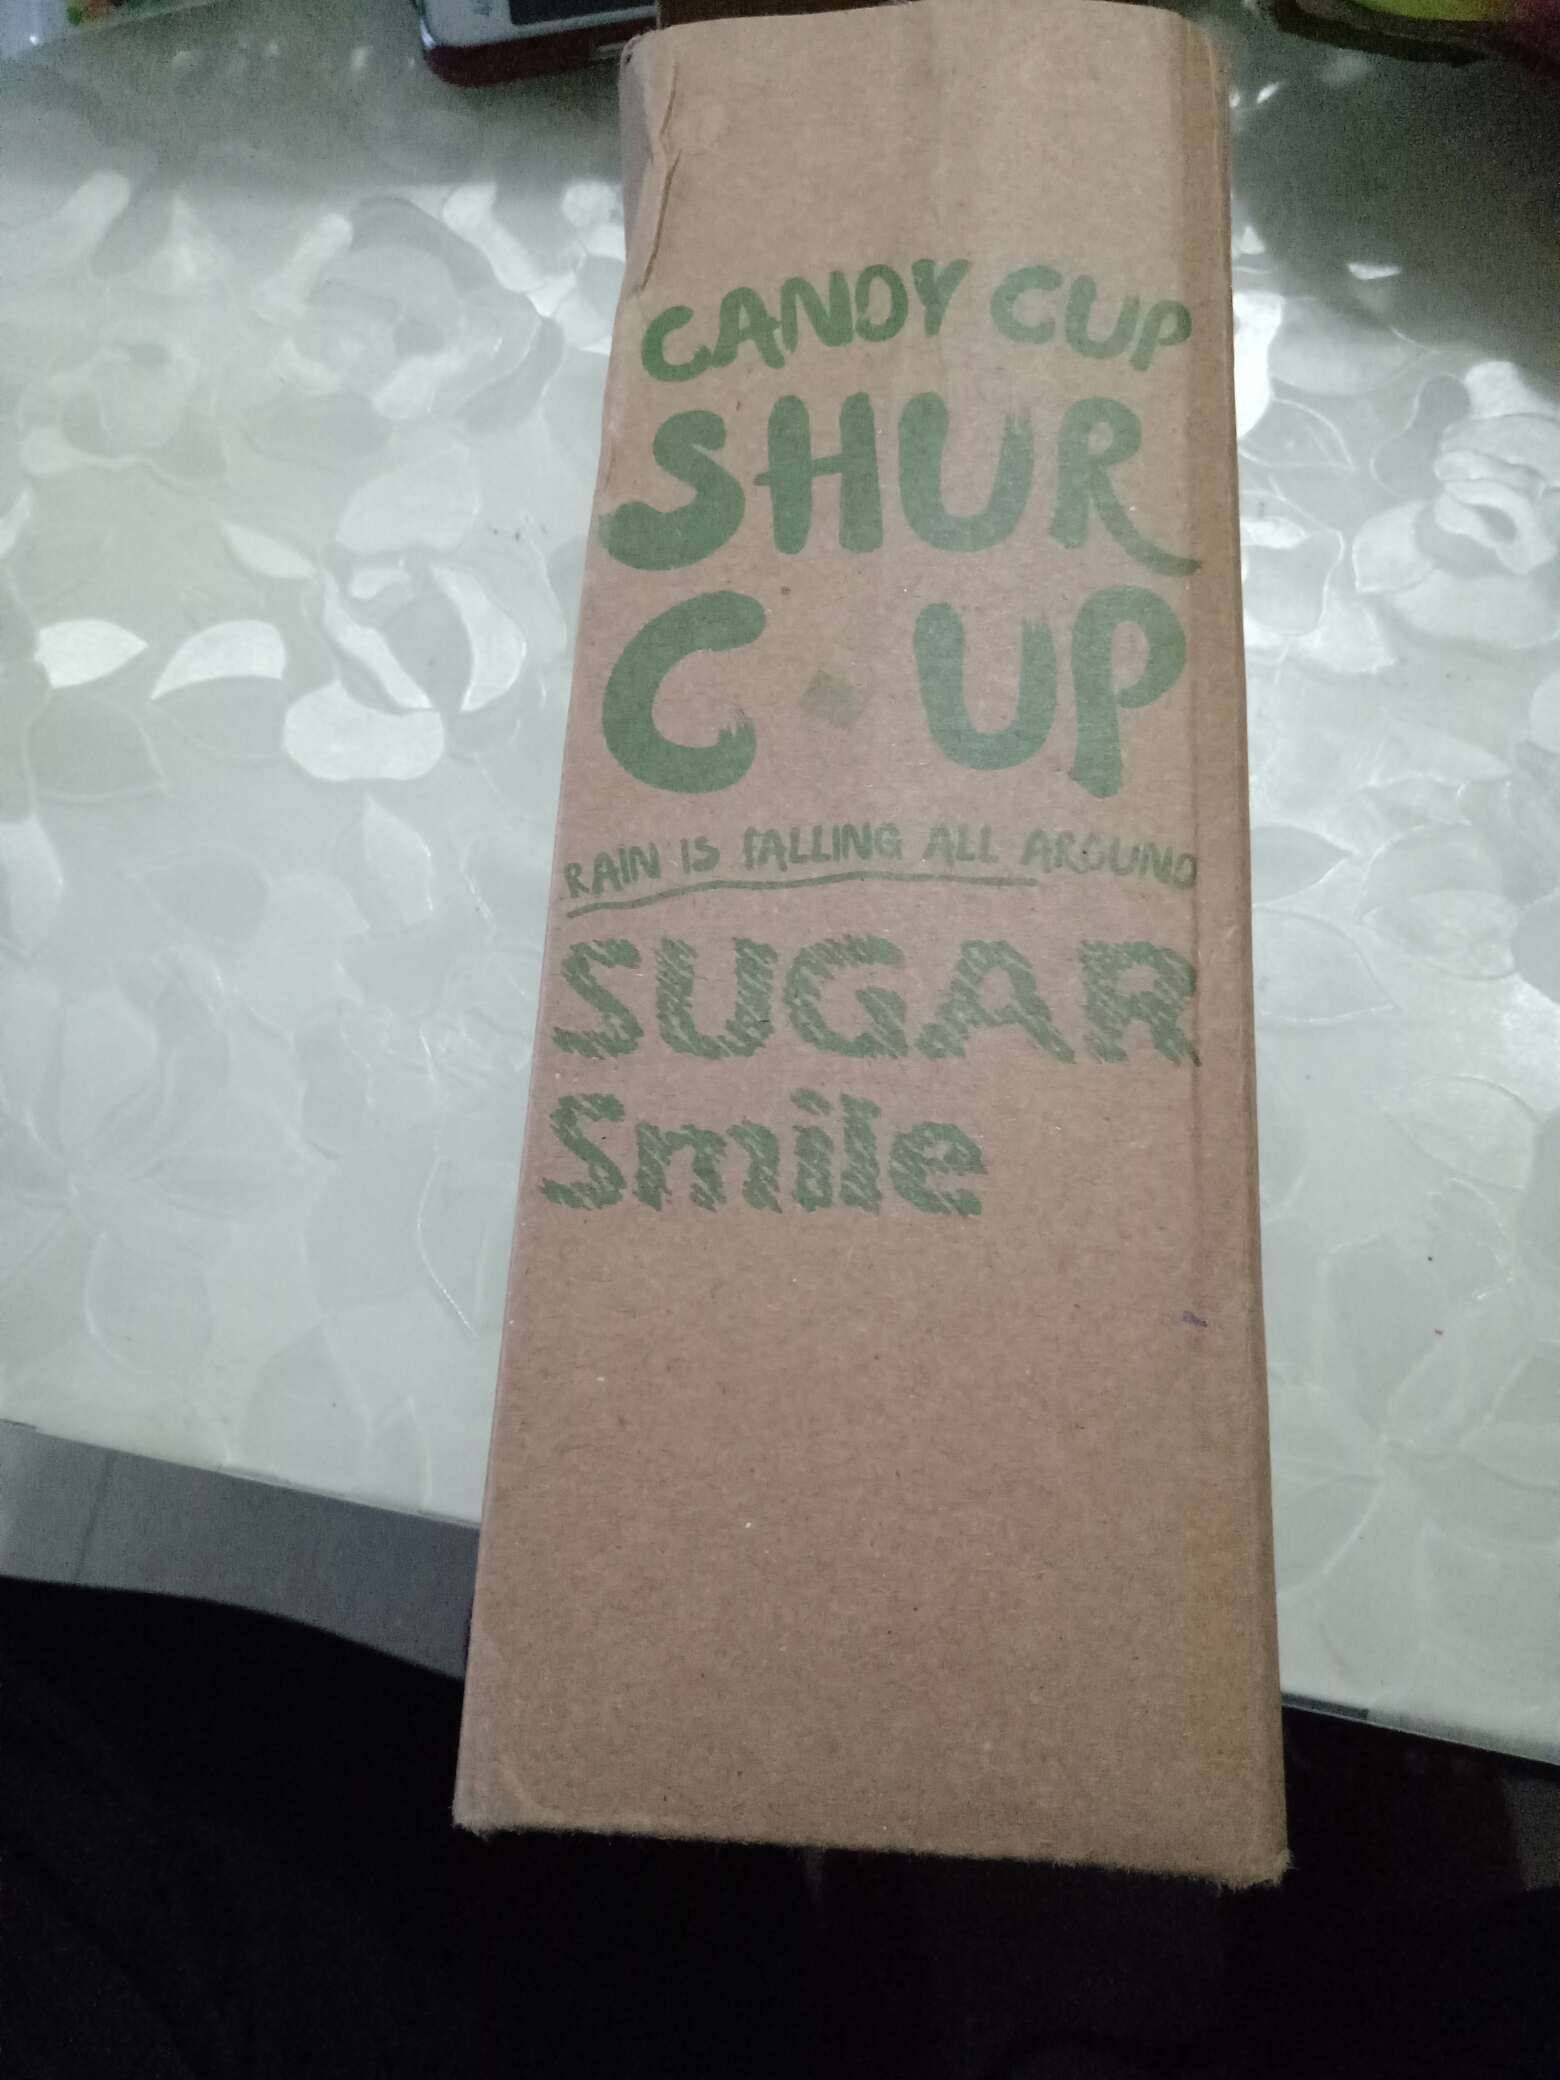 CANDY CUP
SHUR
C · UP
RAIN IS FALLING ALL AROUND
SUGAR
Smile